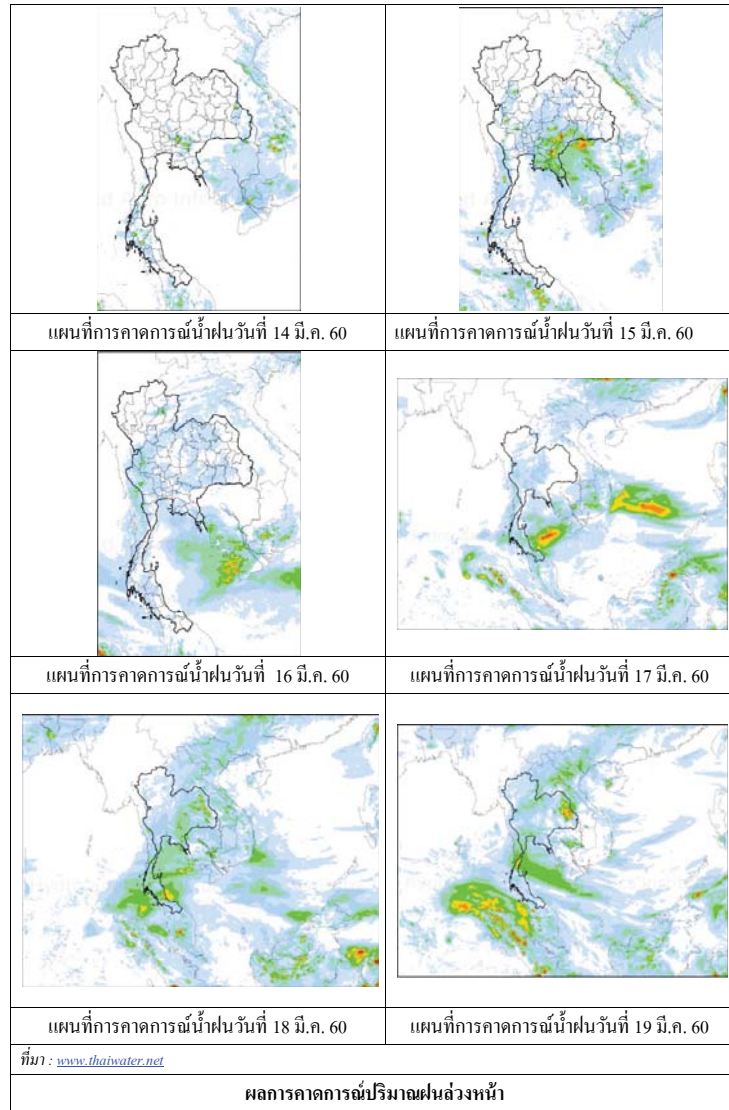 แผนที่การคาดการณ์น้ำฝนวันที่ 14 มี.ค. 60
แผนที่การคาดการณ์น้ำฝนวันที่ 15 มี.ค. 60
แผนที่การคาดการณ์น้ำฝนวันที่ 16 มี.ค. 60
แผนที่การคาดการณ์น้ำฝนวันที่ 17 มี.ค. 60
แผนที่การคาดการณ์น้ำฝนวันที่ 18 มี.ค. 60
แผนที่การคาดการณ์น้ำฝนวันที่ 19 มี.ค. 60
ที่มา : www.thaiwater.net
ผลการคาดการณ์ปริมาณฝนล่วงหน้า